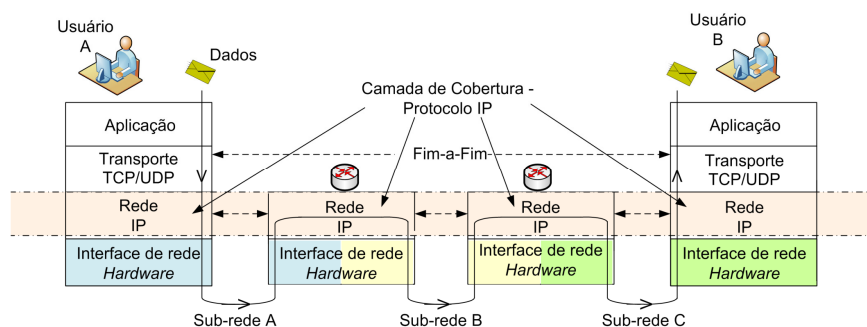 Usuário
A
Dados
Usuário
B
Camada de Cobertura -
Protocolo IP
Aplicação
Aplicação
Transporte
TCP/UDP
Fim-a-Fim
Transporte
TCP/UDP
Rede
IP
Rede
IP
Rede
IP
Rede
IP
Interface de rede
Hardware
Interface de rede
Hardware
Interface de rede
Hardware
Interface de rede
Hardware
Sub-rede A
Sub-rede B
Sub-rede C